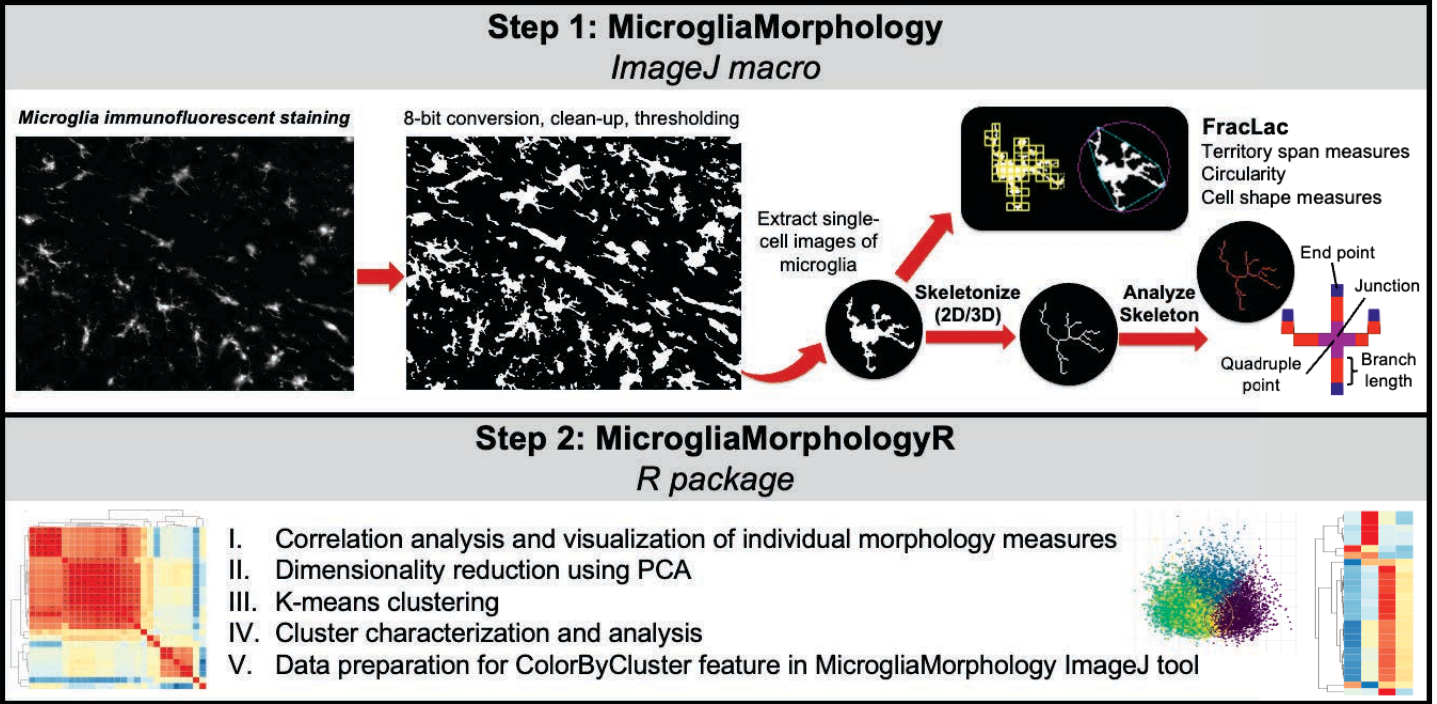 Step 1: MicrogliaMorphology
ImageJ macro
Microglia immunofluorescent staining
8-bit conversion, clean-up, thresholding
Extract single-
cell images of
microglia
FracLac
Territory span measures
Circularity
Cell shape measures
Skeletonize
(2D/3D)
Analyze
Skeleton
End point
Junction
Quadruple
point
Branch
length
Step 2: MicrogliaMorphologyR
R package
I. Correlation analysis and visualization of individual morphology measures
II. Dimensionality reduction using PCA
III. K-means clustering
IV. Cluster characterization and analysis
V. Data preparation for ColorByCluster feature in MicrogliaMorphology ImageJ tool